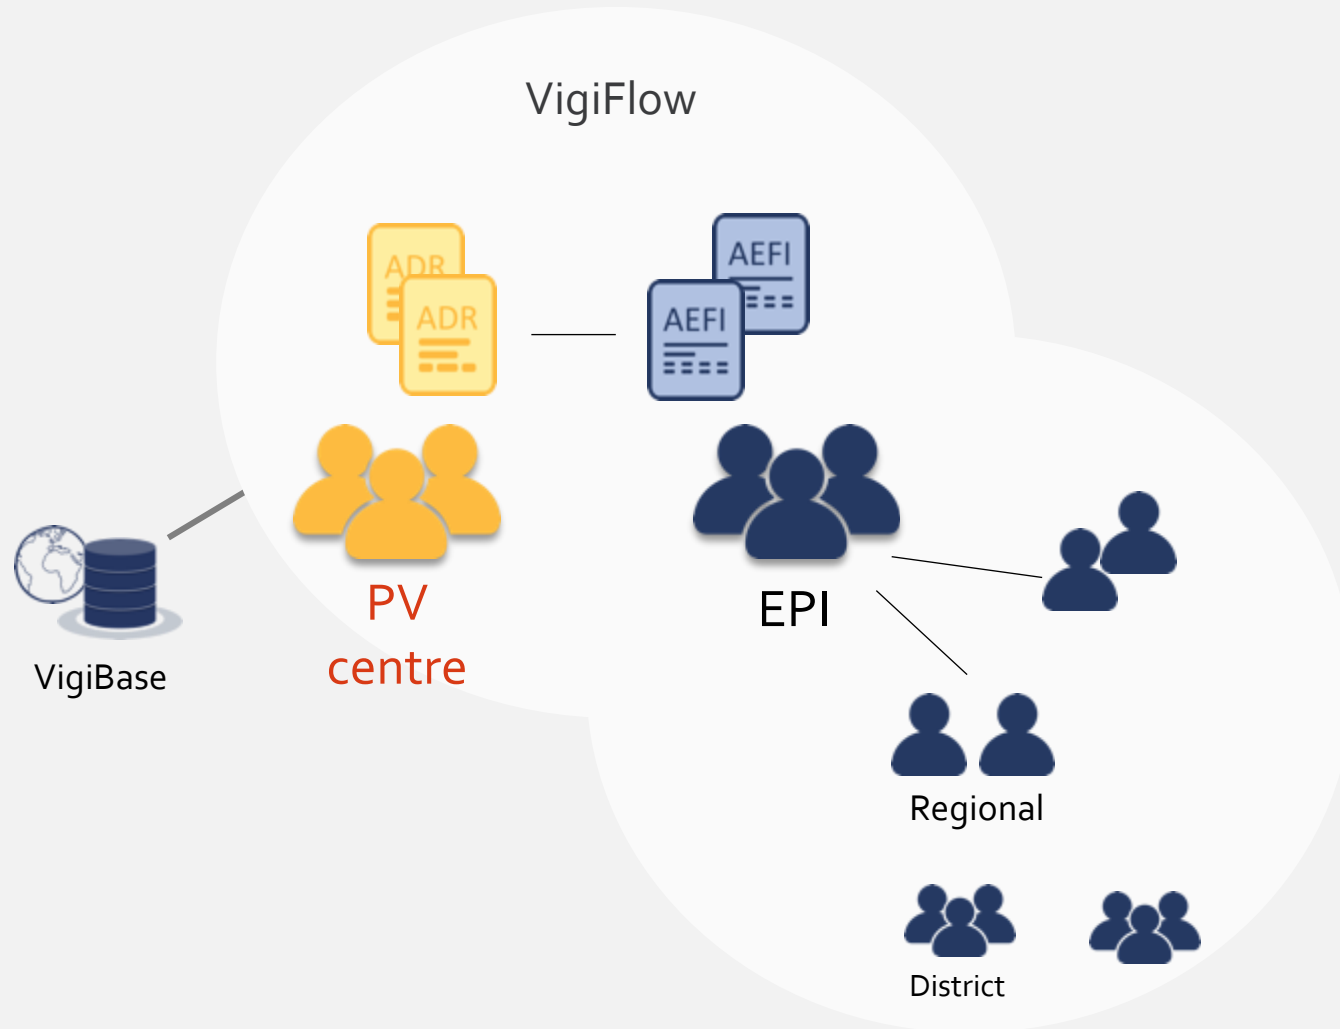 VigiFlow
ADR
ADR
AEFI
AEFI
PV
centre
EPI
VigiBase
Regional
District